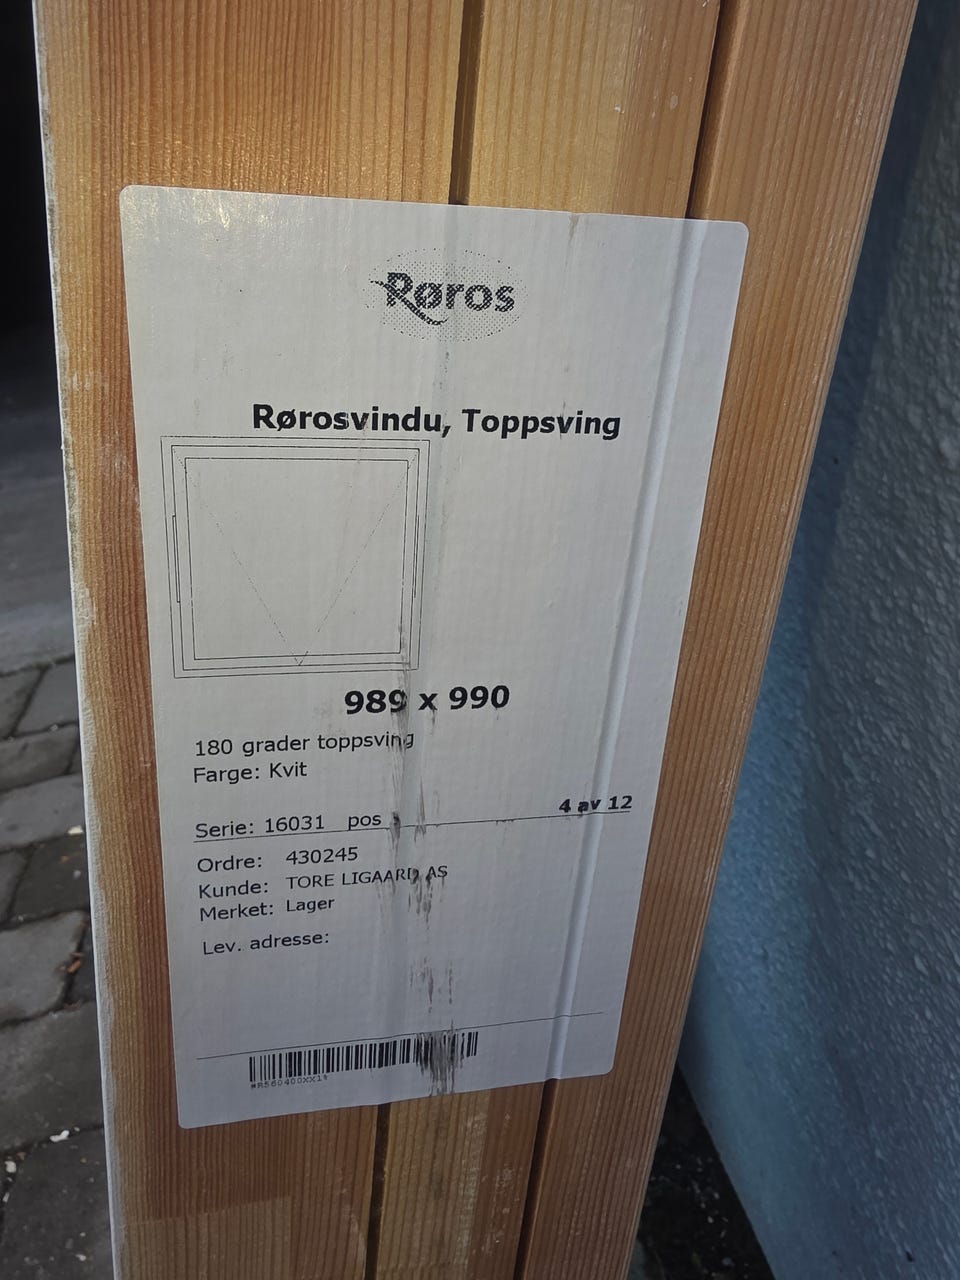 Røros
Rørosvindu, Toppsving
989 x 990
180 grader toppsving
Farge: Kvit
4 av 12
Serie: 16031 pos
Ordre: 430245
Kunde: TORE LIGAARD AS
Merket: Lager
Lev. adresse:
*R560400XX1*